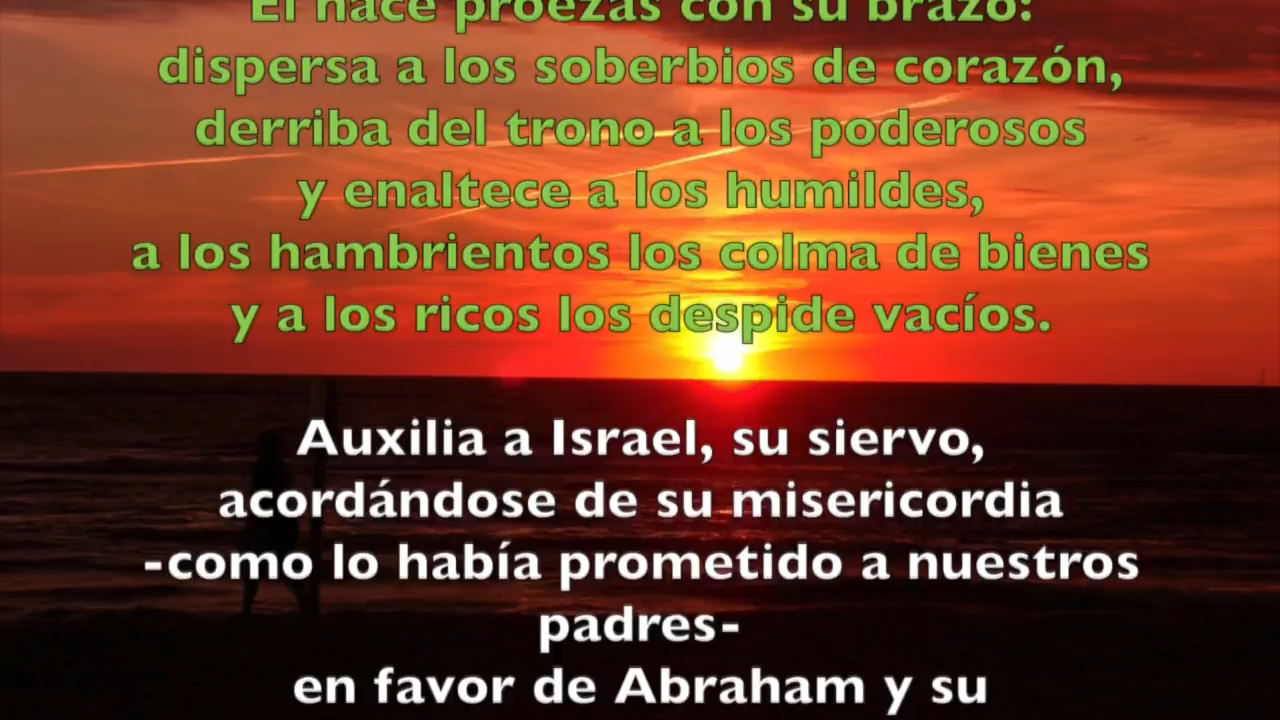 El hace proezas con su brazo:
dispersa a los soberbios de corazón,
derriba del trono a los poderosos
y enaltece a los humildes,
a los hambrientos los colma de bienes
y a los ricos los despide vacíos.
Auxilia a Israel, su siervo,
acordándose de su misericordia
-como lo había prometido a nuestros
padres-
en favor de Abraham y su